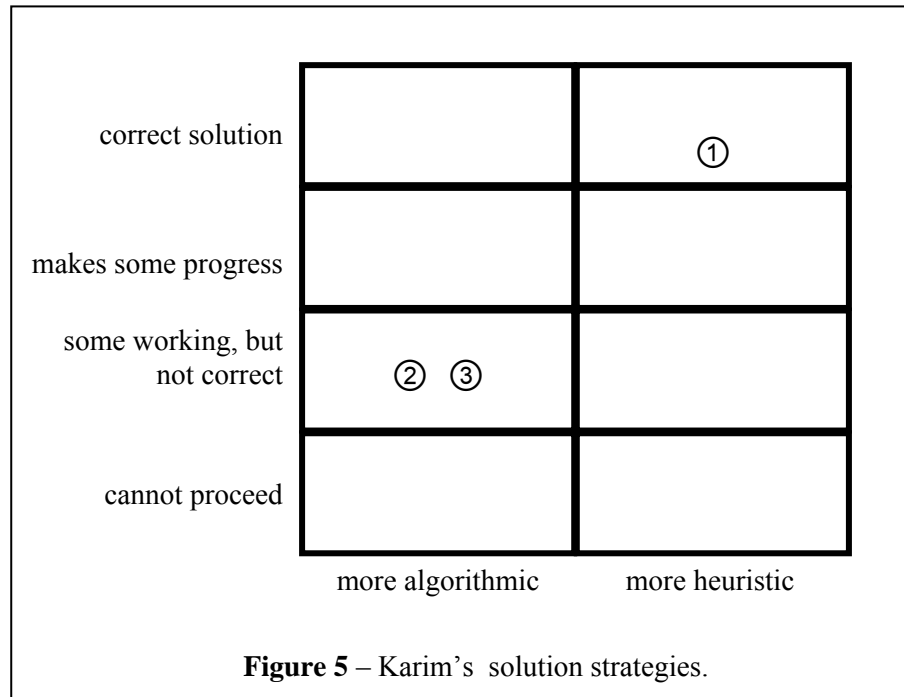 correct solution
①
makes some progress
some working, but
not correct
② ③
cannot proceed
more algorithmic more heuristic
Figure 5 – Karim's solution strategies.